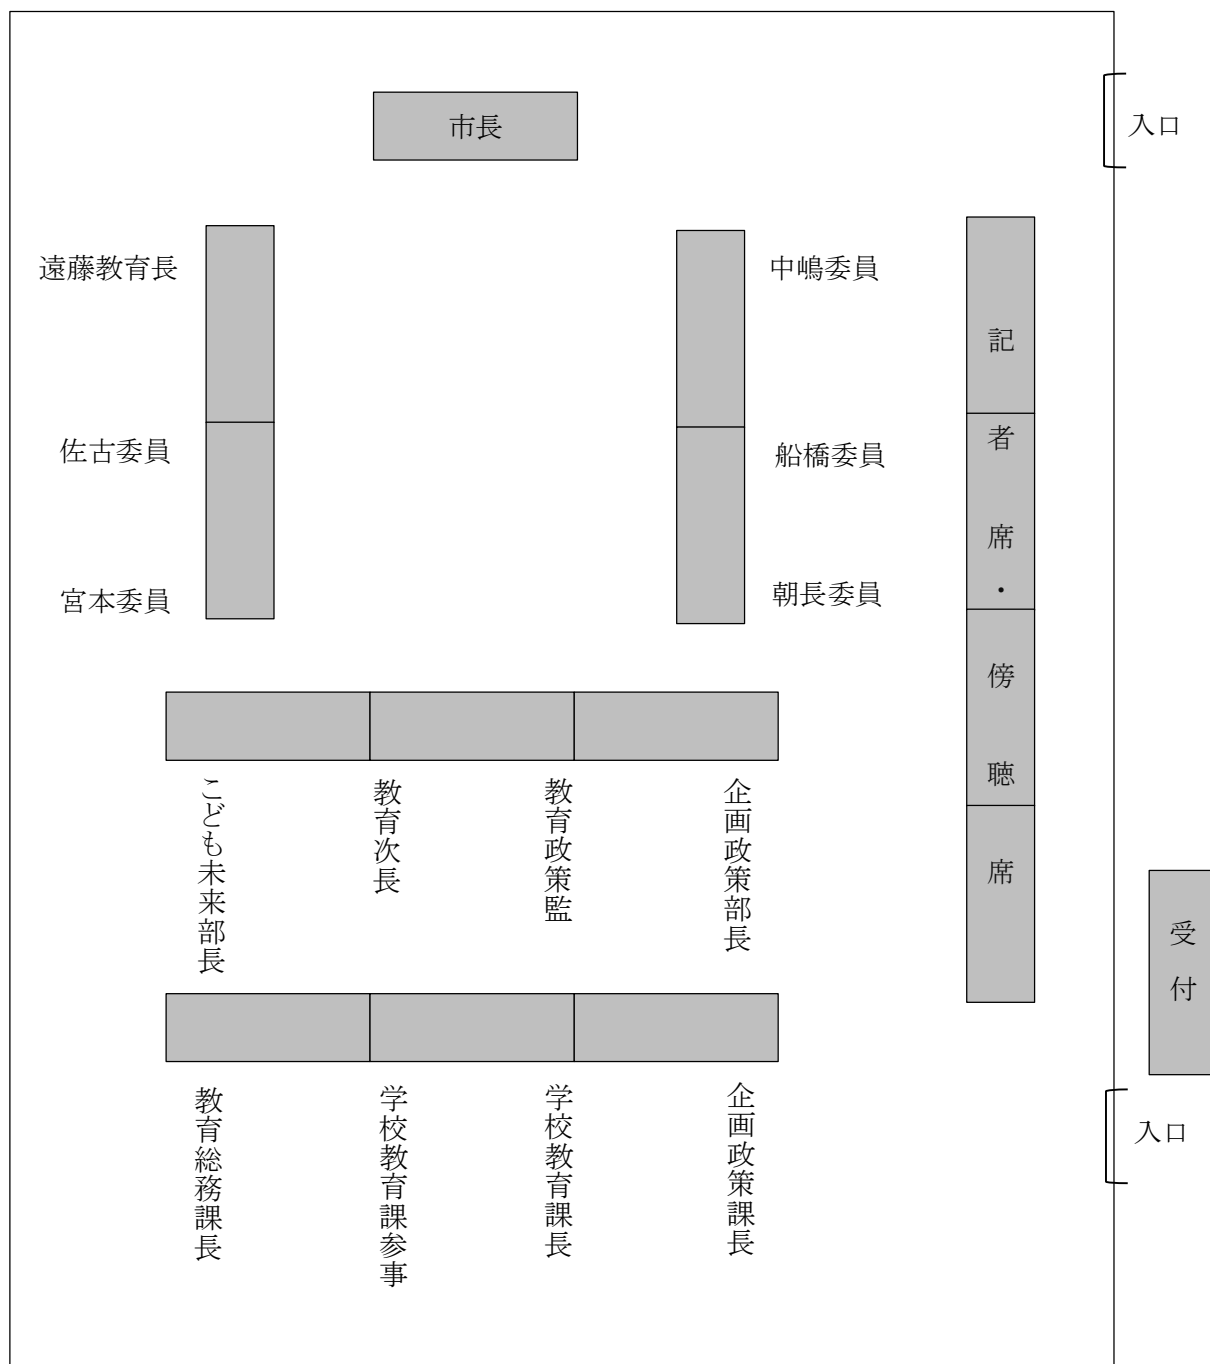 市長
入口
遠藤教育長
中嶋委員
佐古委員
船橋委員
宮本委員
朝長委員
記者席・傍聴席
こども未来部長
教育次長
教育政策監
企画政策部長
受付
教育総務課長
学校教育課参事
学校教育課長
企画政策課長
入口